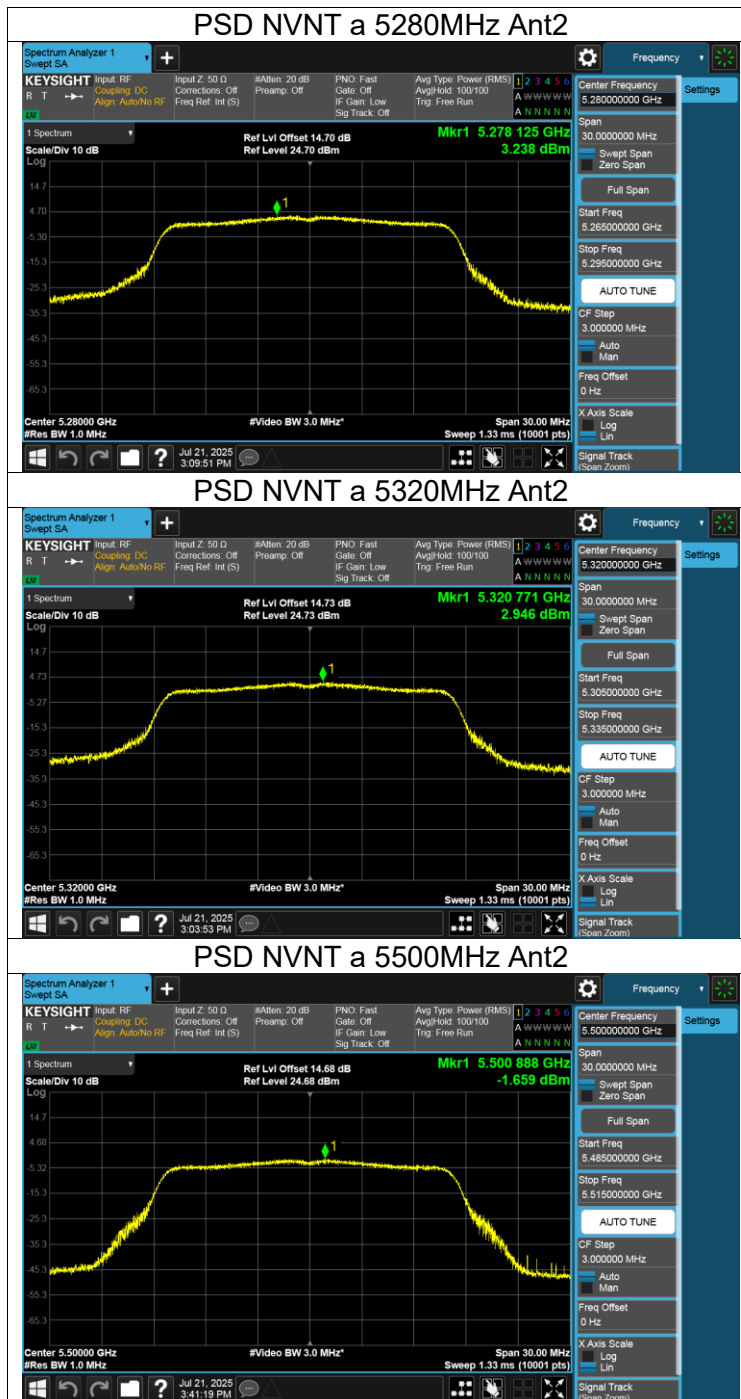 PSD NVNT a 5280MHz Ant2
Spectrum Analyzer 1
Swept SA
+
Frequency
KEYSIGHT
R T
LXI
Input: RF
Coupling: DC
Align: Auto/No RF
Input Z: 50 Ω
Corrections: Off
Freq Ref: Int (S)
#Atten: 20 dB
Preamp: Off
PNO: Fast
Gate: Off
IF Gain: Low
Sig Track: Off
Avg Type: Power (RMS)
Avg|Hold: 100/100
Trig: Free Run
1 2 3 4 5 6
A W W W W W
A N N N N N
1 Spectrum
Scale/Div 10 dB
Log
Ref Lvl Offset 14.70 dB
Ref Level 24.70 dBm
Mkr1 5.278 125 GHz
3.238 dBm
1
14.7
4.70
-5.30
-15.3
-25.3
-35.3
-45.3
-55.3
-65.3
Center 5.28000 GHz
#Res BW 1.0 MHz
#Video BW 3.0 MHz*
Span 30.00 MHz
Sweep 1.33 ms (10001 pts)
?
Jul 21, 2025
3:09:51 PM
Center Frequency
5.280000000 GHz
Settings
Span
30.0000000 MHz
Swept Span
Zero Span
Full Span
Start Freq
5.265000000 GHz
Stop Freq
5.295000000 GHz
AUTO TUNE
CF Step
3.000000 MHz
Auto
Man
Freq Offset
0 Hz
X Axis Scale
Log
Lin
Signal Track
(Span Zoom)
PSD NVNT a 5320MHz Ant2
Spectrum Analyzer 1
Swept SA
+
Frequency
KEYSIGHT
R T
LXI
Input: RF
Coupling: DC
Align: Auto/No RF
Input Z: 50 Ω
Corrections: Off
Freq Ref: Int (S)
#Atten: 20 dB
Preamp: Off
PNO: Fast
Gate: Off
IF Gain: Low
Sig Track: Off
Avg Type: Power (RMS)
Avg|Hold: 100/100
Trig: Free Run
1 2 3 4 5 6
A W W W W W
A N N N N N
1 Spectrum
Scale/Div 10 dB
Log
Ref Lvl Offset 14.73 dB
Ref Level 24.73 dBm
Mkr1 5.320 771 GHz
2.946 dBm
1
14.7
4.73
-5.27
-15.3
-25.3
-35.3
-45.3
-55.3
-65.3
Center 5.32000 GHz
#Res BW 1.0 MHz
#Video BW 3.0 MHz*
Span 30.00 MHz
Sweep 1.33 ms (10001 pts)
?
Jul 21, 2025
3:03:53 PM
Center Frequency
5.320000000 GHz
Settings
Span
30.0000000 MHz
Swept Span
Zero Span
Full Span
Start Freq
5.305000000 GHz
Stop Freq
5.335000000 GHz
AUTO TUNE
CF Step
3.000000 MHz
Auto
Man
Freq Offset
0 Hz
X Axis Scale
Log
Lin
Signal Track
(Span Zoom)
PSD NVNT a 5500MHz Ant2
Spectrum Analyzer 1
Swept SA
+
Frequency
KEYSIGHT
R T
LXI
Input: RF
Coupling: DC
Align: Auto/No RF
Input Z: 50 Ω
Corrections: Off
Freq Ref: Int (S)
#Atten: 20 dB
Preamp: Off
PNO: Fast
Gate: Off
IF Gain: Low
Sig Track: Off
Avg Type: Power (RMS)
Avg|Hold: 100/100
Trig: Free Run
1 2 3 4 5 6
A W W W W W
A N N N N N
1 Spectrum
Scale/Div 10 dB
Log
Ref Lvl Offset 14.68 dB
Ref Level 24.68 dBm
Mkr1 5.500 888 GHz
-1.659 dBm
1
14.7
4.68
-5.32
-15.3
-25.3
-35.3
-45.3
-55.3
-65.3
Center 5.50000 GHz
#Res BW 1.0 MHz
#Video BW 3.0 MHz*
Span 30.00 MHz
Sweep 1.33 ms (10001 pts)
?
Jul 21, 2025
3:41:19 PM
Center Frequency
5.500000000 GHz
Settings
Span
30.0000000 MHz
Swept Span
Zero Span
Full Span
Start Freq
5.485000000 GHz
Stop Freq
5.515000000 GHz
AUTO TUNE
CF Step
3.000000 MHz
Auto
Man
Freq Offset
0 Hz
X Axis Scale
Log
Lin
Signal Track
(Span Zoom)